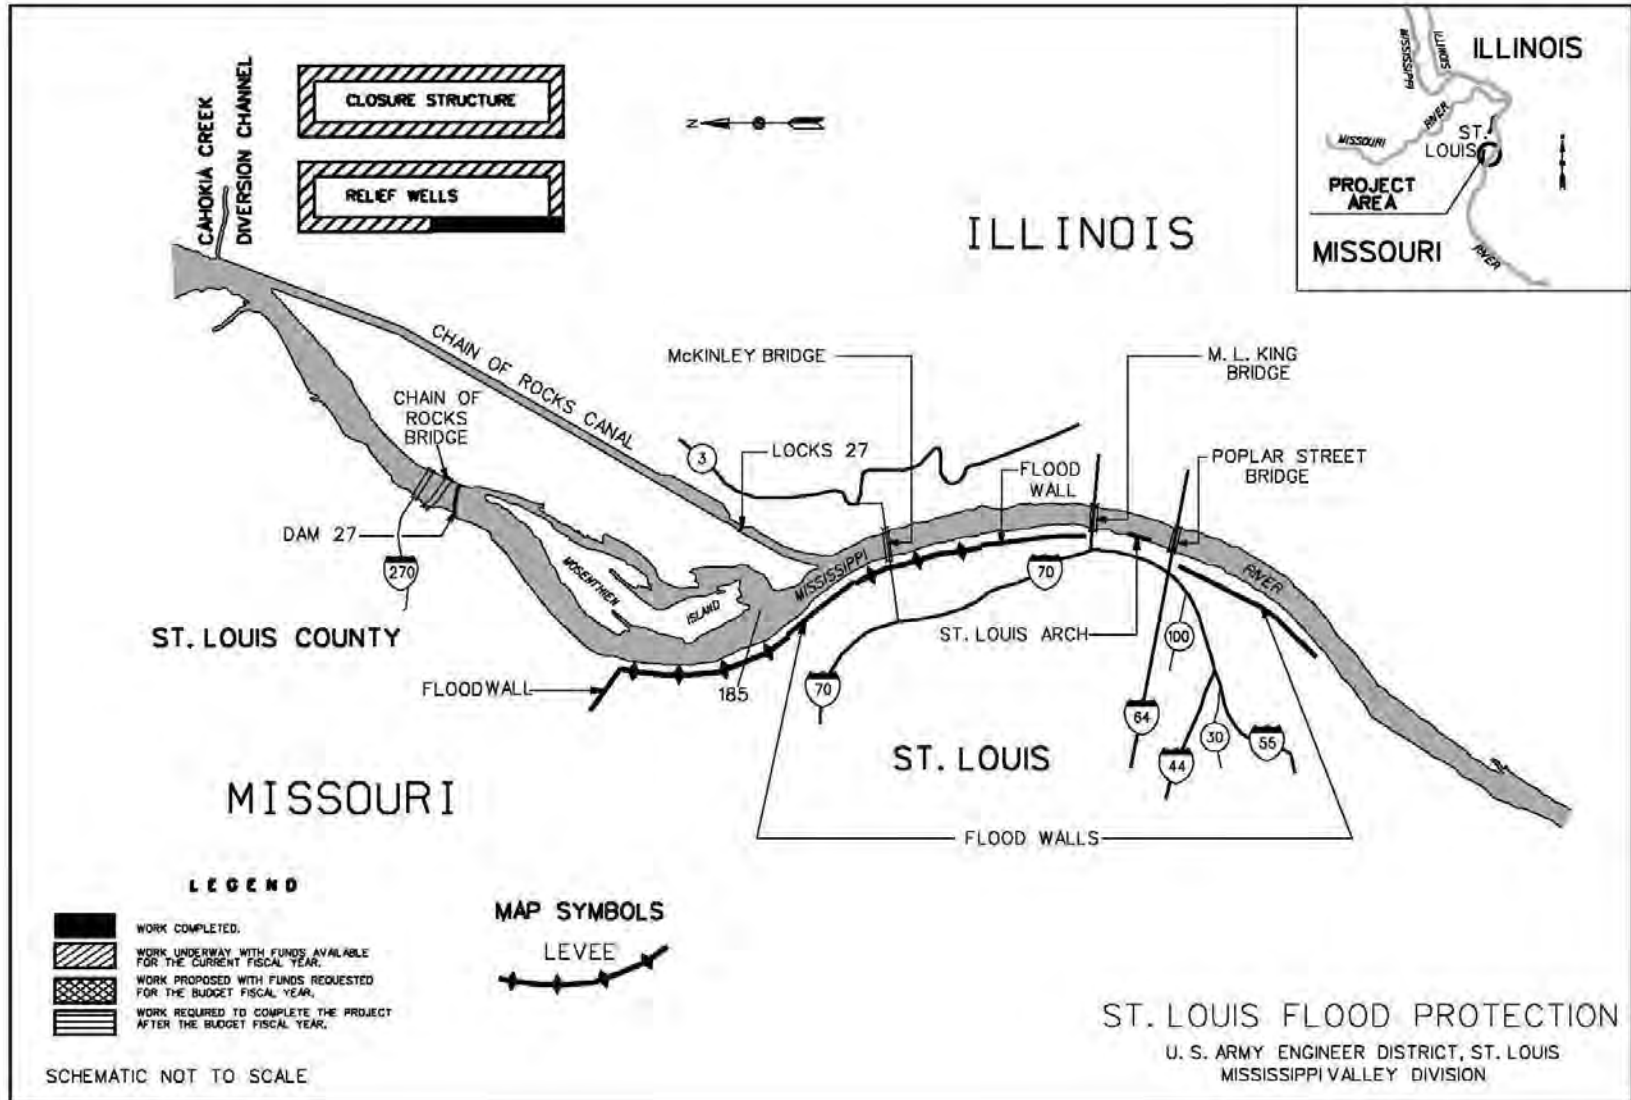 CAHOKIA CREEK
DIVERSION CHANNEL
CLOSURE STRUCTURE
RELIEF WELLS
N
ILLINOIS
MISSISSIPPI
ILLINOIS
ILLINOIS
MISSOURI
RIVER
ST.
LOUIS
PROJECT
AREA
MISSOURI
RIVER
N
CHAIN OF ROCKS CANAL
McKINLEY BRIDGE
M. L. KING
BRIDGE
CHAIN OF
ROCKS
BRIDGE
3
LOCKS 27
FLOOD
WALL
POPLAR STREET
BRIDGE
DAM 27
270
MOSENTHIEN
ISLAND
MISSISSIPPI
70
RIVER
ST. LOUIS COUNTY
ST. LOUIS ARCH
100
FLOODWALL
185
70
64
30
55
44
ST. LOUIS
MISSOURI
FLOOD WALLS
LEGEND
WORK COMPLETED.
WORK UNDERWAY WITH FUNDS AVAILABLE
FOR THE CURRENT FISCAL YEAR.
WORK PROPOSED WITH FUNDS REQUESTED
FOR THE BUDGET FISCAL YEAR.
WORK REQUIRED TO COMPLETE THE PROJECT
AFTER THE BUDGET FISCAL YEAR.
MAP SYMBOLS
LEVEE
SCHEMATIC NOT TO SCALE
ST. LOUIS FLOOD PROTECTION
U. S. ARMY ENGINEER DISTRICT, ST. LOUIS
MISSISSIPPI VALLEY DIVISION